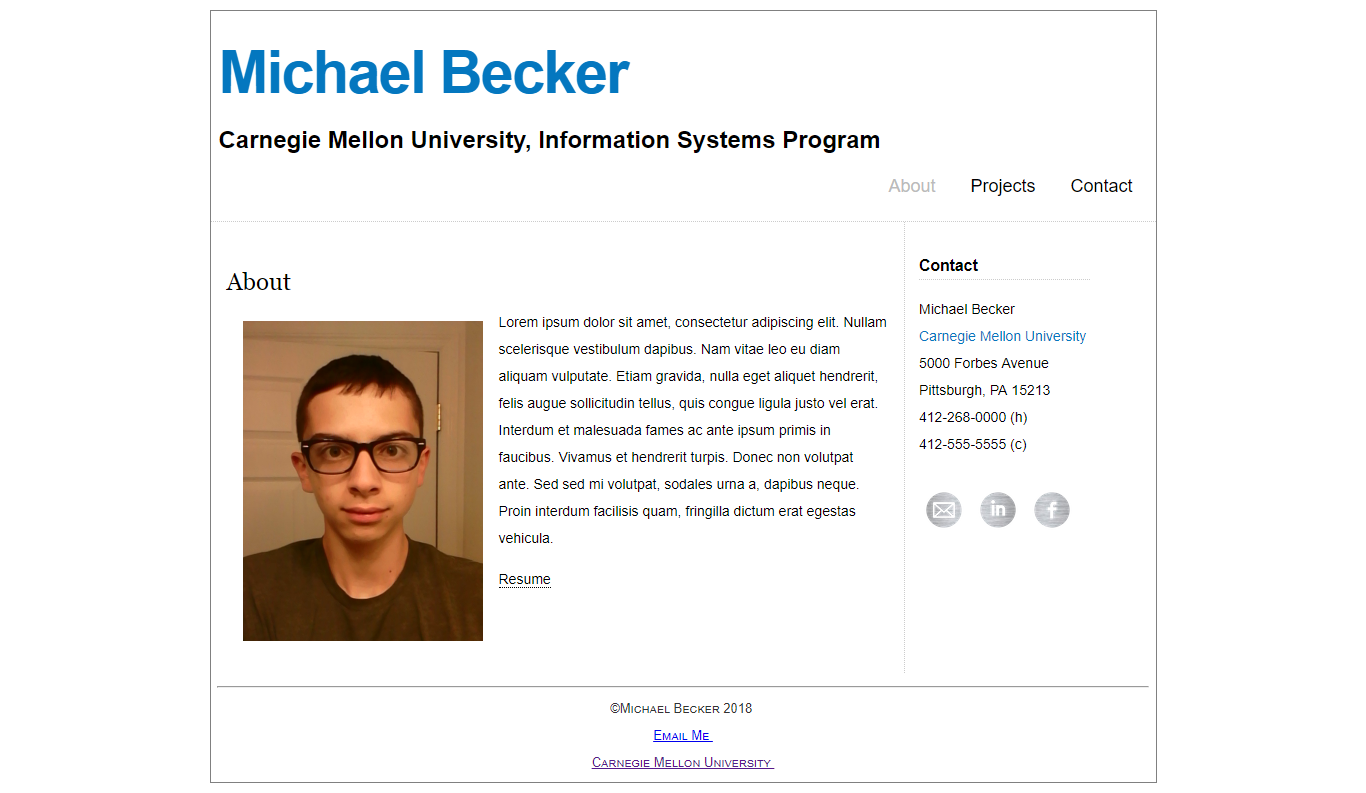 Michael Becker
Carnegie Mellon University, Information Systems Program
About Projects Contact
About
Lorem ipsum dolor sit amet, consectetur adipiscing elit. Nullam
scelerisque vestibulum dapibus. Nam vitae leo eu diam
aliquam vulputate. Etiam gravida, nulla eget aliquet hendrerit,
felis augue sollicitudin tellus, quis congue ligula justo vel erat.
Interdum et malesuada fames ac ante ipsum primis in
faucibus. Vivamus et hendrerit turpis. Donec non volutpat
ante. Sed sed mi volutpat, sodales urna a, dapibus neque.
Proin interdum facilisis quam, fringilla dictum erat egestas
vehicula.
Resume
Contact
Michael Becker
Carnegie Mellon University
5000 Forbes Avenue
Pittsburgh, PA 15213
412-268-0000 (h)
412-555-5555 (c)
in f
©Michael Becker 2018
Email Me
Carnegie Mellon University